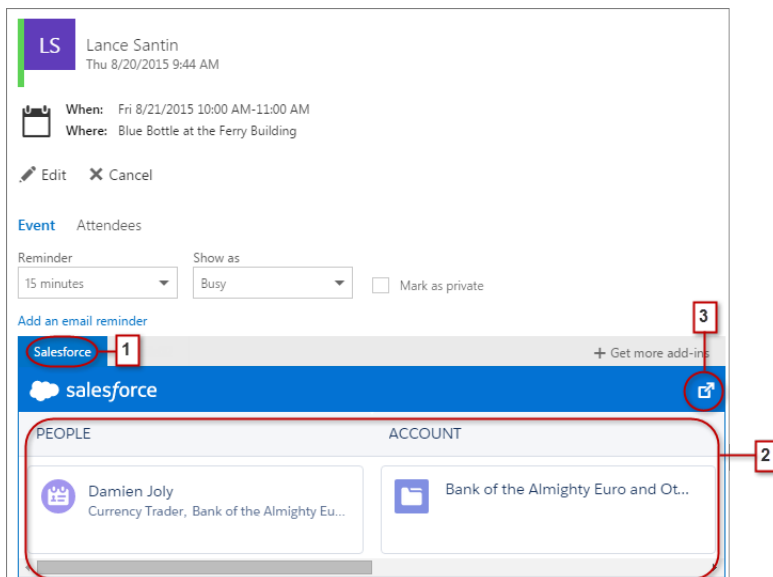 LS
Lance Santin
Thu 8/20/2015 9:44 AM
When: Fri 8/21/2015 10:00 AM-11:00 AM
Where: Blue Bottle at the Ferry Building
Edit Cancel
Event Attendees
Reminder Show as
15 minutes Busy Mark as private
Add an email reminder
3
Salesforce 1 + Get more add-ins
salesforce
PEOPLE ACCOUNT
2
Damien Joly Bank of the Almighty Euro and Ot...
Currency Trader, Bank of the Almighty Eu...